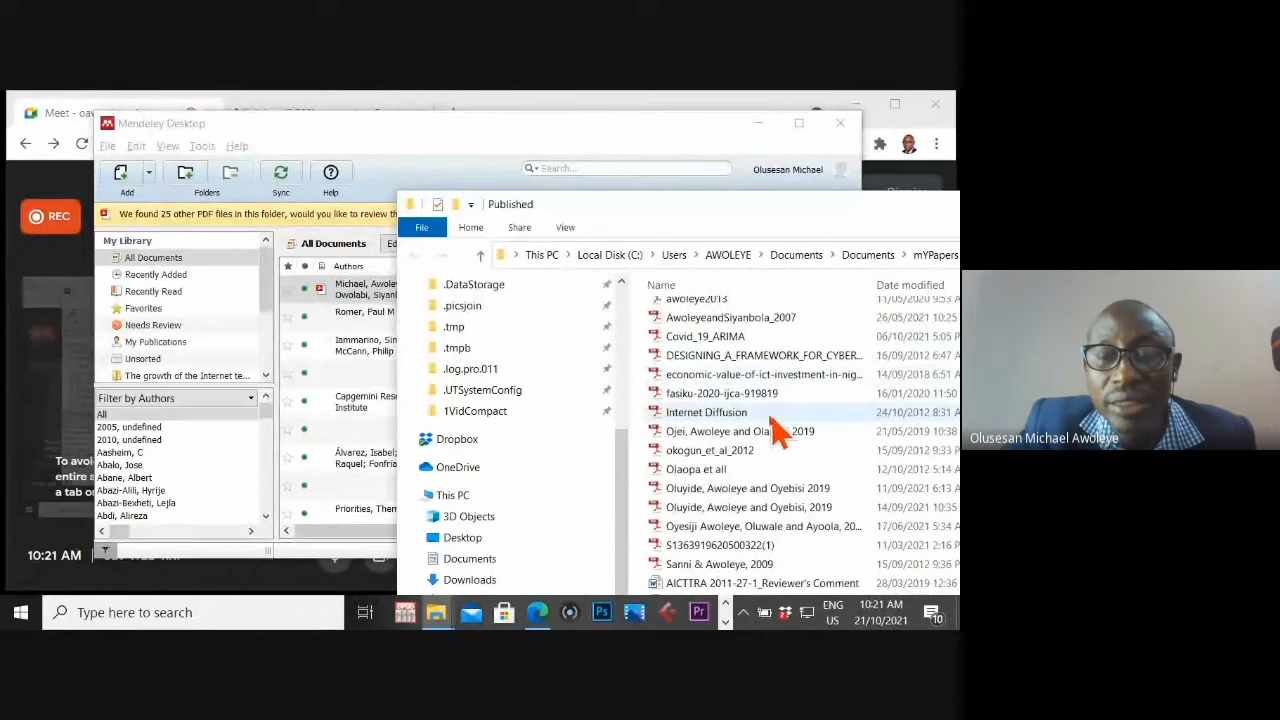 Meet - oav
Mendeley Desktop
File Edit View Tools Help
Search...
Olusesan Michael
Add Folders Sync Help
REC
We found 25 other PDF files in this folder, would you like to review the
My Library
All Documents
Recently Added
Recently Read
Favorites
Needs Review
My Publications
Unsorted
The growth of the Internet te...
Filter by Authors
All
2005, undefined
2010, undefined
Aasheim, C
Abalo, Jose
Abane, Albert
Abazi-Alili, Hyrije
Abazi-Bexheti, Lejla
Abdi, Alireza
All Documents
Ed
Authors
Michael, Awole
Owolabi, Siyan
Romer, Paul M
Iammarino, Sim
McCann, Philip
Capgemini Rese
Institute
Álvarez, Isabel;
Raquel; Fonfría
Priorities, Them
To avoi
entire s
a tab o
10:21 AM
Published
File Home Share View
This PC > Local Disk (C:) > Users > AWOLEYE > Documents > Documents > mYPapers
.DataStorage
.picsjoin
.tmp
.tmpb
.log.pro.011
.UTSystemConfig
1VidCompact
Dropbox
OneDrive
This PC
3D Objects
Desktop
Documents
Downloads
Name Date modified
awoleye2013 11/05/2020 9:53 A
AwoleyeandSiyanbola_2007 26/05/2021 10:25
Covid_19_ARIMA 06/10/2021 5:05 P
DESIGNING_A_FRAMEWORK_FOR_CYBER... 16/09/2012 6:47 
economic-value-of-ict-investment-in-nig... 14/09/2018 6:51 
fasiku-2020-ijca-919819 16/01/2020 11:50
Internet Diffusion 24/10/2012 8:31 A
Ojei, Awoleye and Ola 2019 21/05/2019 10:38
okogun_et_al_2012 15/09/2012 9:33 
Olaopa et all 12/10/2012 5:14 
Oluyide, Awoleye and Oyebisi 2019 11/09/2021 6:13 
Oluyide, Awoleye and Oyebisi, 2019 14/09/2021 10:35
Oyesiji Awoleye, Oluwale and Ayoola, 20... 17/06/2021 5:34 
S1363919620500322(1) 11/03/2021 2:16 P
Sanni & Awoleye, 2009 15/09/2012 9:36
AICTTRA 2011-27-1_Reviewer's Comment 28/03/2019 12:36
Olusesan Michael Awoleye
Type here to search
Ps
Pr
ENG
US
10:21 AM
21/10/2021
10